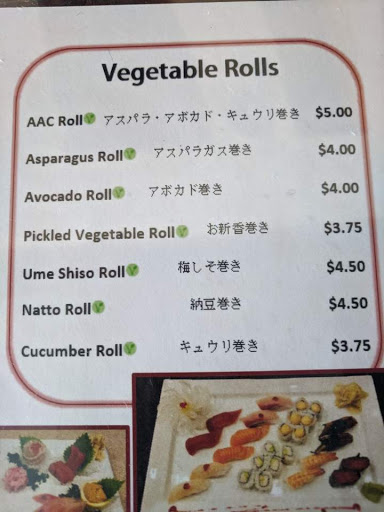 Vegetable Rolls
AAC Roll アスパラ・アボカド・キュウリ巻き $5.00
Asparagus Roll アスパラガス巻き $4.00
Avocado Roll アボカド巻き $4.00
Pickled Vegetable Roll お新香巻き $3.75
Ume Shiso Roll 梅しそ巻き $4.50
Natto Roll 納豆巻き $4.50
Cucumber Roll キュウリ巻き $3.75